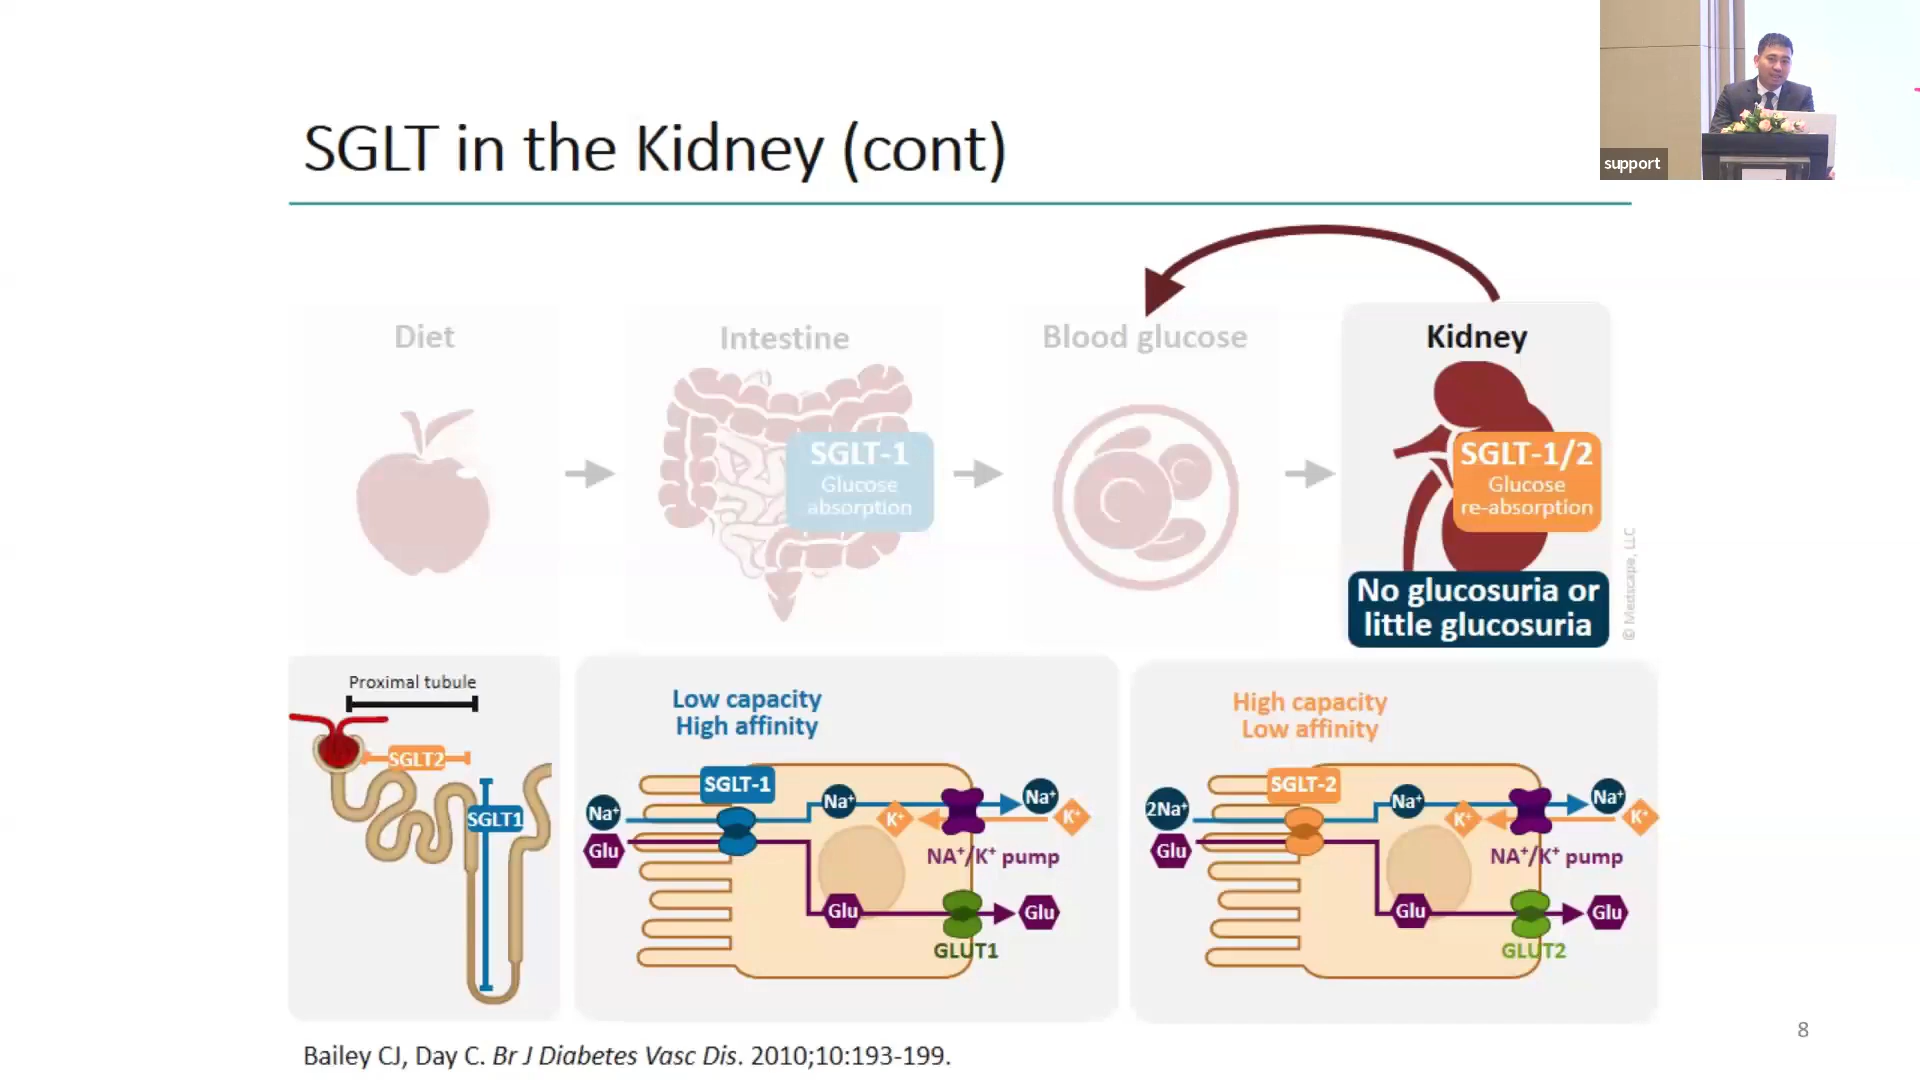 support
SGLT in the Kidney (cont)
Diet
Intestine
Blood glucose
Kidney
SGLT-1
Glucose
absorption
SGLT-1/2
Glucose
re-absorption
No glucosuria or
little glucosuria
© Medscape, LLC
Proximal tubule
SGLT2
SGLT1
Low capacity
High affinity
SGLT-1
Na⁺
Glu
Na⁺
K⁺
Na⁺
K⁺
NA⁺/K⁺ pump
Glu
Glu
GLUT1
High capacity
Low affinity
SGLT-2
2Na⁺
Glu
Na⁺
K⁺
Na⁺
K⁺
NA⁺/K⁺ pump
Glu
Glu
GLUT2
8
Bailey CJ, Day C. Br J Diabetes Vasc Dis. 2010;10:193-199.